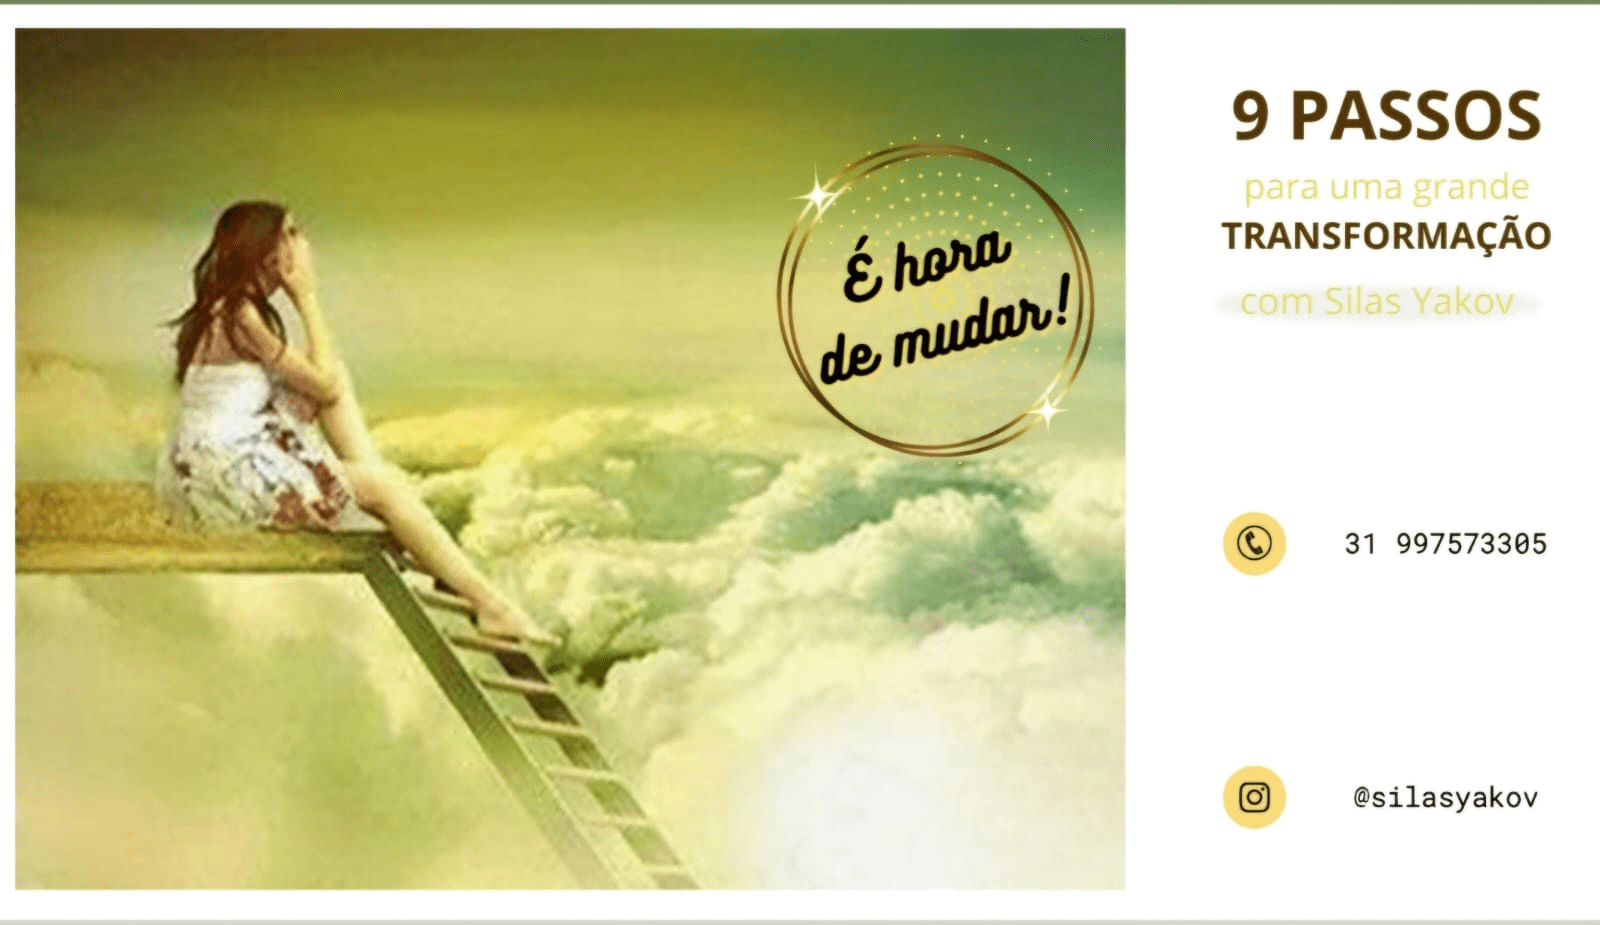 É hora
de mudar!
9 PASSOS
para uma grande
TRANSFORMAÇÃO
com Silas Yakov
31 997573305
@silasyakov